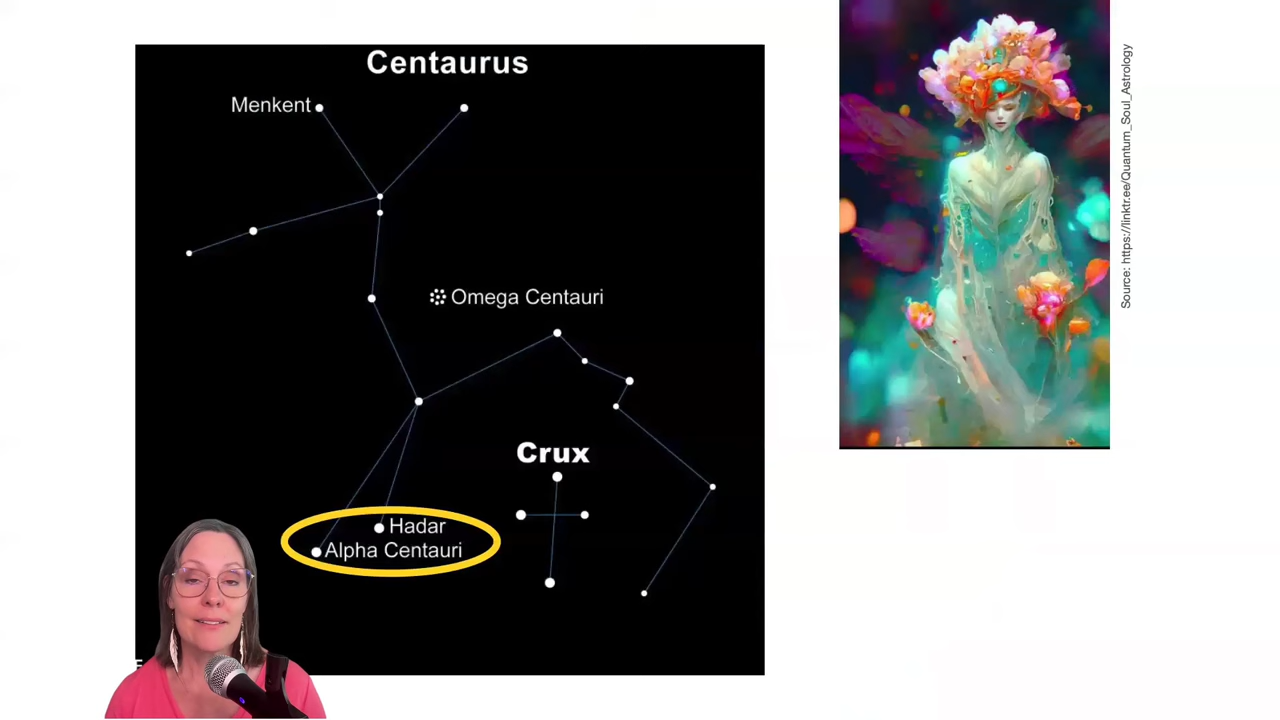 Centaurus
Menkent
Omega Centauri
Crux
Hadar
Alpha Centauri
E
Source: https://linktr.ee/Quantum_Soul_Astrology